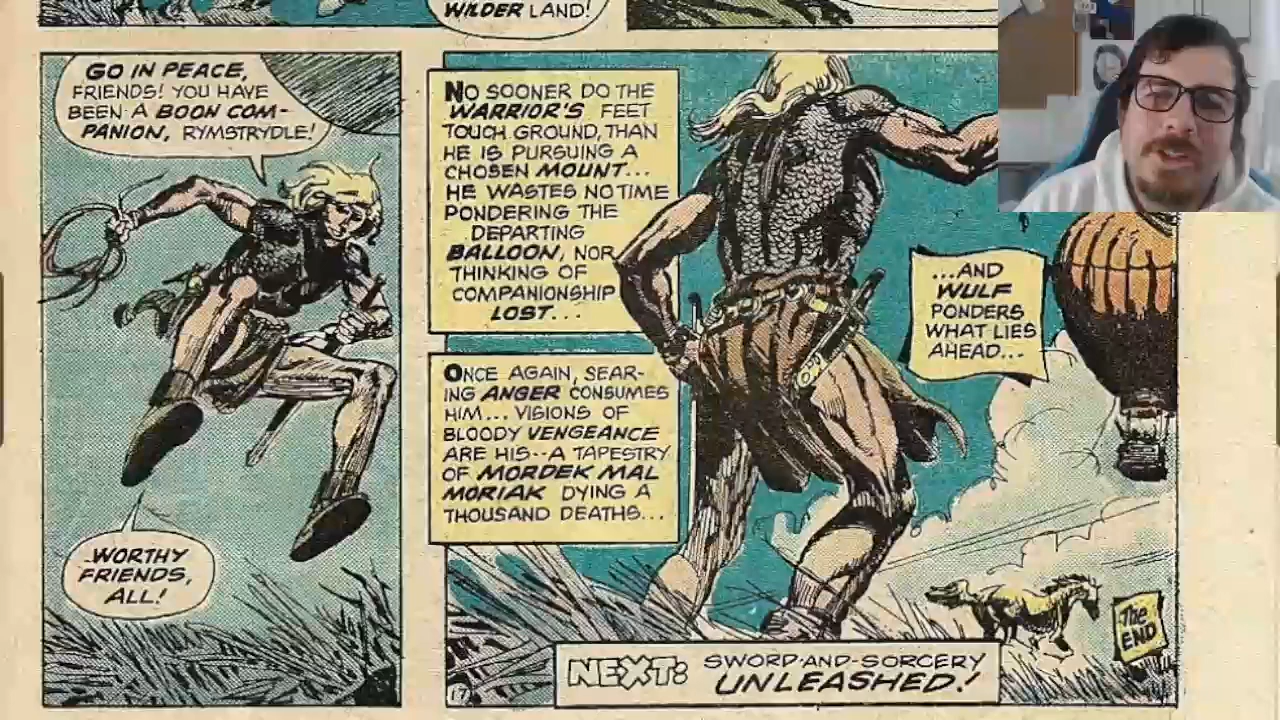 WILDER LAND!
GO IN PEACE,
FRIENDS! YOU HAVE
BEEN A BOON COM-
PANION, RYMSTRYDLE!
WORTHY
FRIENDS,
ALL!
NO SOONER DO THE
WARRIOR'S FEET
TOUCH GROUND, THAN
HE IS PURSUING A
CHOSEN MOUNT...
HE WASTES NO TIME
PONDERING THE
DEPARTING
BALLOON, NOR
THINKING OF
COMPANIONSHIP
LOST...
ONCE AGAIN, SEAR-
ING ANGER CONSUMES
HIM... VISIONS OF
BLOODY VENGEANCE
ARE HIS--A TAPESTRY
OF MORDEK MAL
MORIAK DYING A
THOUSAND DEATHS...
...AND
WULF
PONDERS
WHAT LIES
AHEAD...
The
END
17
NEXT: SWORD-AND-SORCERY
UNLEASHED!